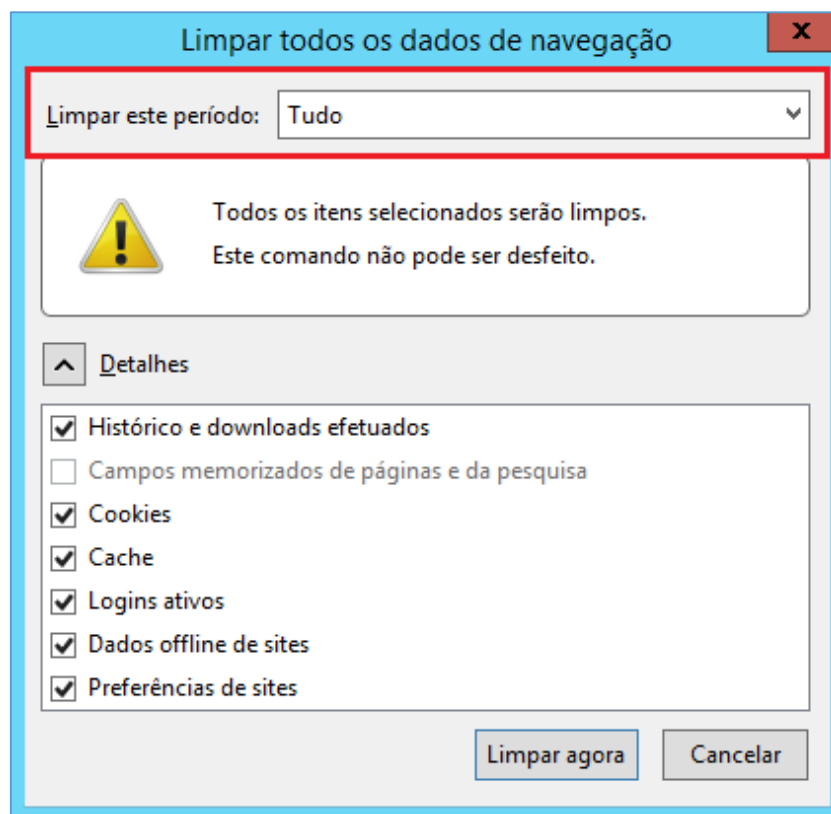 Limpar todos os dados de navegação
x
Limpar este período: Tudo
Todos os itens selecionados serão limpos.
Este comando não pode ser desfeito.
Detalhes
Histórico e downloads efetuados
Campos memorizados de páginas e da pesquisa
Cookies
Cache
Logins ativos
Dados offline de sites
Preferências de sites
Limpar agora Cancelar